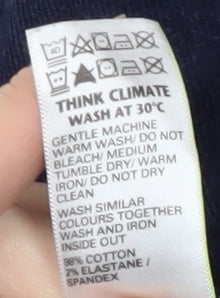 40
THINK CLIMATE
WASH AT 30°C
GENTLE MACHINE
WARM WASH/ DO NOT
BLEACH/ MEDIUM
TUMBLE DRY/ WARM
IRON/ DO NOT DRY
CLEAN
WASH SIMILAR
COLOURS TOGETHER
WASH AND IRON
INSIDE OUT
98% COTTON
2% ELASTANE /
SPANDEX